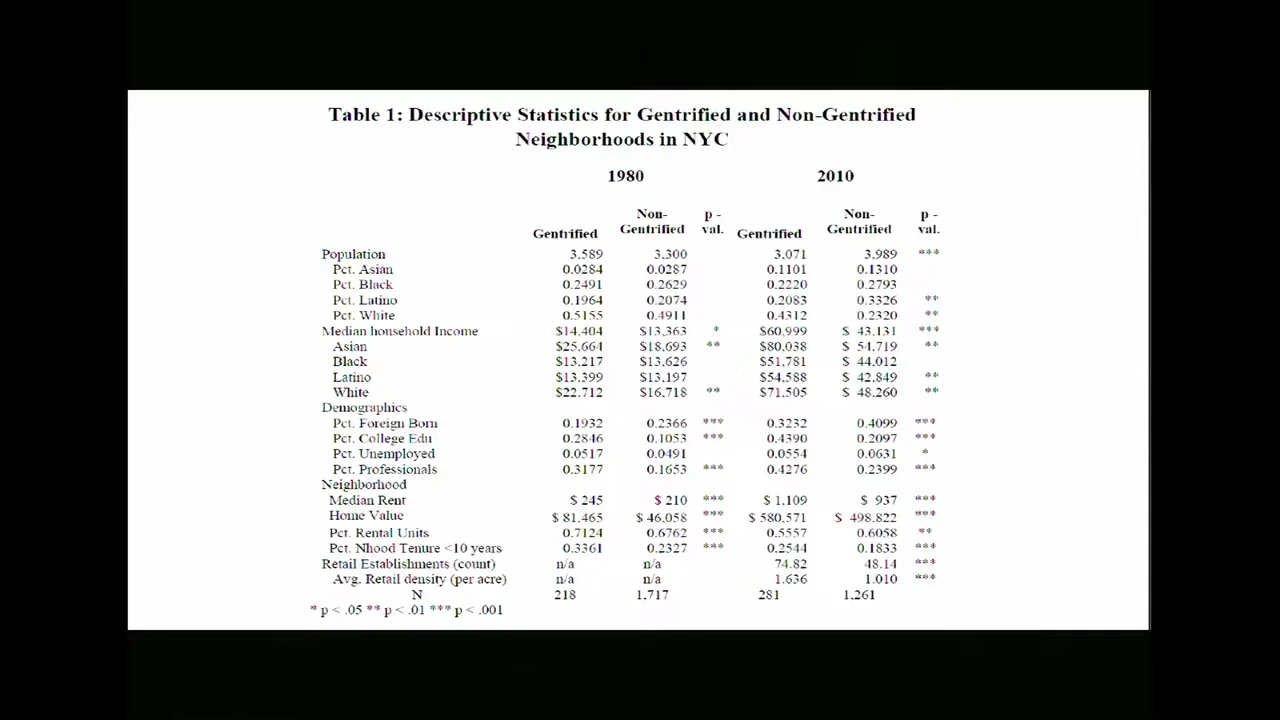 Table 1: Descriptive Statistics for Gentrified and Non-Gentrified
Neighborhoods in NYC
1980 2010
Gentrified Non-Gentrified p-val. Gentrified Non-Gentrified p-val.
Population 3.589 3.300 3.071 3.989 ***
Pct. Asian 0.0284 0.0287 0.1101 0.1310
Pct. Black 0.2491 0.2629 0.2220 0.2793
Pct. Latino 0.1964 0.2074 0.2083 0.3326 **
Pct. White 0.5155 0.4911 0.4312 0.2320 **
Median household Income $14,404 $13,363 * $60,999 $ 43,131 ***
Asian $25,664 $18,693 ** $80,038 $ 54,719 **
Black $13,217 $13,626 $51,781 $ 44,012
Latino $13,399 $13,197 $54,588 $ 42,849 **
White $22,712 $16,718 ** $71,505 $ 48,260 **
Demographics
Pct. Foreign Born 0.1932 0.2366 *** 0.3232 0.4099 ***
Pct. College Edu 0.2846 0.1053 *** 0.4390 0.2097 ***
Pct. Unemployed 0.0517 0.0491 0.0554 0.0631 *
Pct. Professionals 0.3177 0.1653 *** 0.4276 0.2399 ***
Neighborhood
Median Rent $ 245 $ 210 *** $ 1,109 $ 937 ***
Home Value $ 81,465 $ 46,058 *** $ 580,571 $ 498,822 ***
Pct. Rental Units 0.7124 0.6762 *** 0.5557 0.6058 **
Pct. Nhood Tenure <10 years 0.3361 0.2327 *** 0.2544 0.1833 ***
Retail Establishments (count) n/a n/a 74.82 48.14 ***
Avg. Retail density (per acre) n/a n/a 1.636 1.010 ***
N 218 1,717 281 1,261
* p < .05 ** p < .01 *** p < .001